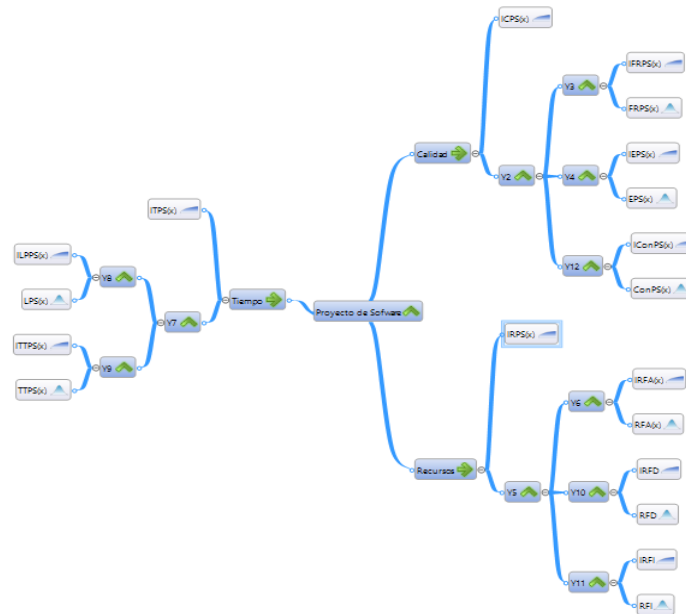 ICPS(x)
Y3
IFRPS(x)
FRPS(x)
Calidad
Y2
Y4
IEPS(x)
EPS(x)
Y12
IConPS(x)
ConPS(x)
ITPS(x)
ILPPS(x)
Y8
LPS(x)
Tiempo
Y7
ITTPS(x)
Y9
TTPS(x)
Proyecto de Sofware
IRPS(x)
Y6
IRFA(x)
RFA(x)
Recursos
Y5
Y10
IRFD
RFD
Y11
IRFI
RFI